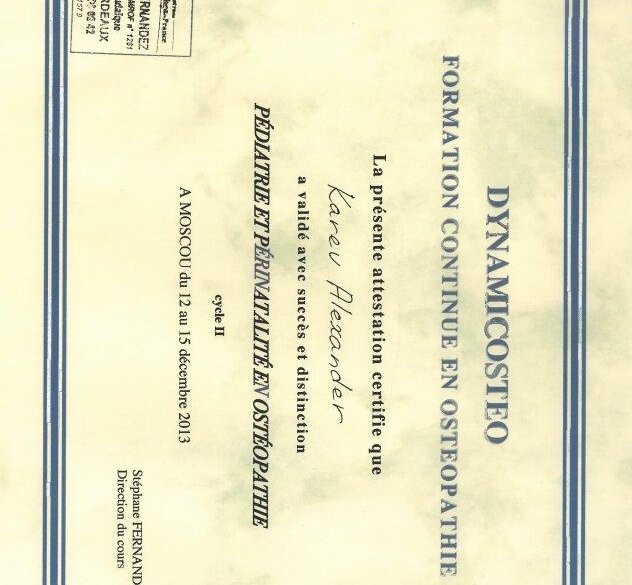 DYNAMICOSTEO
FORMATION CONTINUE EN OSTEOPATHIE
La présente attestation certifie que
Karev Alexander
a validé avec succès et distinction
PÉDIATRIE ET PÉRINATALITÉ EN OSTÉOPATHIE
cycle II
A MOSCOU du 12 au 15 décembre 2013
Stéphane FERNAND
Direction du cours
RNANDEZ